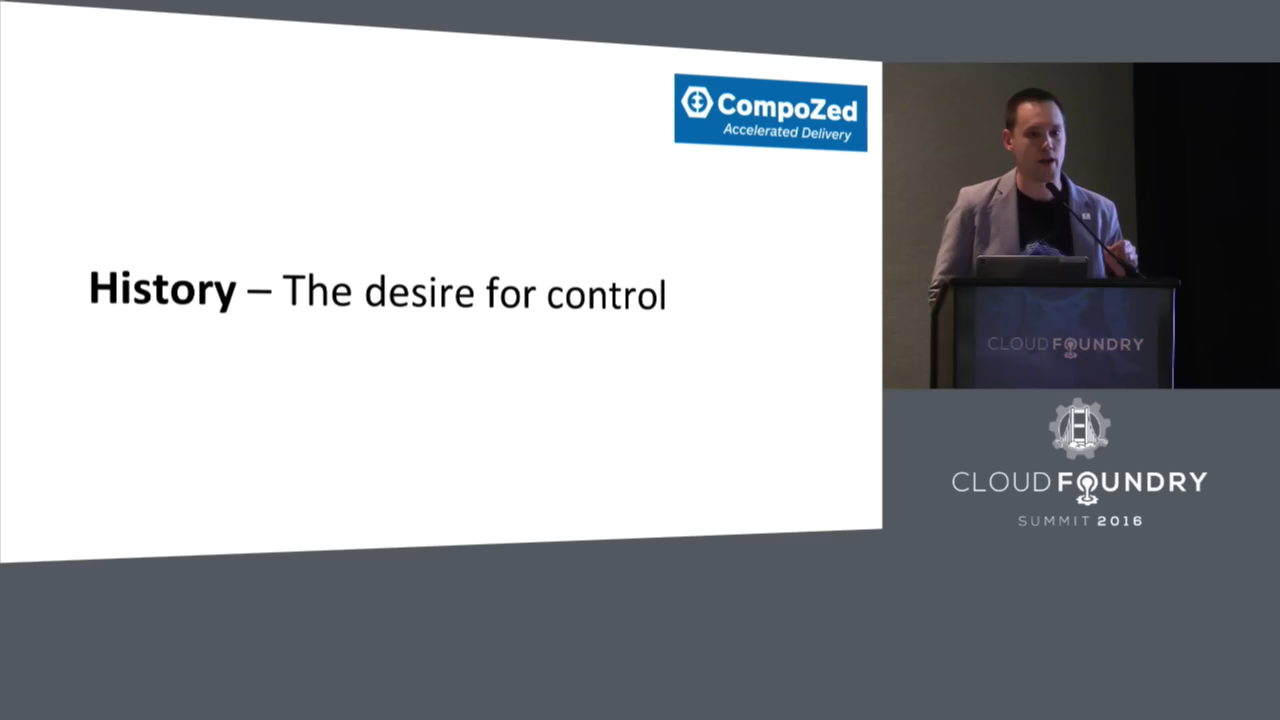 CompoZed
Accelerated Delivery
History – The desire for control
CLOUD FOUNDRY
CLOUD FOUNDRY
SUMMIT 2016